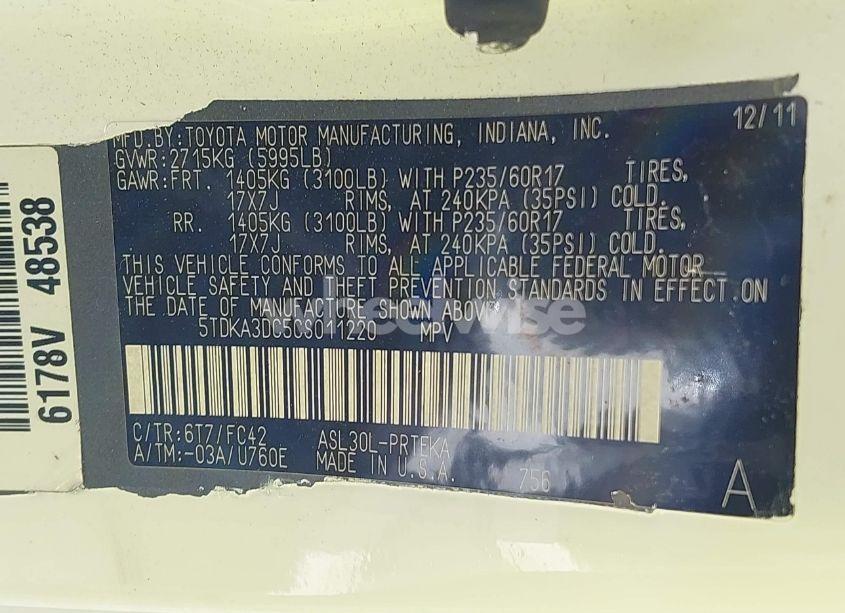 12/11
MFD.BY:TOYOTA MOTOR MANUFACTURING, INDIANA, INC.
GVWR:2715KG (5995LB)
GAWR:FRT. 1405KG (3100LB) WITH P235/60R17 TIRES,
17X7J RIMS, AT 240KPA (35PSI) COLD.
RR. 1405KG (3100LB) WITH P235/60R17 TIRES,
17X7J RIMS, AT 240KPA (35PSI) COLD.
THIS VEHICLE CONFORMS TO ALL APPLICABLE FEDERAL MOTOR
VEHICLE SAFETY AND THEFT PREVENTION STANDARDS IN EFFECT ON
THE DATE OF MANUFACTURE SHOWN ABOVE.
5TDKA3DC5CS011220 MPV
C/TR:6T7/FC42 ASL30L-PRTEKA
A/TM:-03A/U760E MADE IN U.S.A. 756
A
6178V 48538
wheelwise